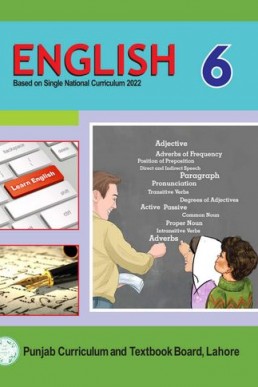 ENGLISH 6
Based on Single National Curriculum 2022
Learn English
Adjective
Adverbs of Frequency
Position of Preposition
Direct and Indirect Speech
Paragraph
Pronunciation
Transitive Verbs
Degrees of Adjectives
Active Passive
Common Noun
Proper Noun
Intransitive Verbs
Adverbs
Punjab Curriculum and Textbook Board, Lahore